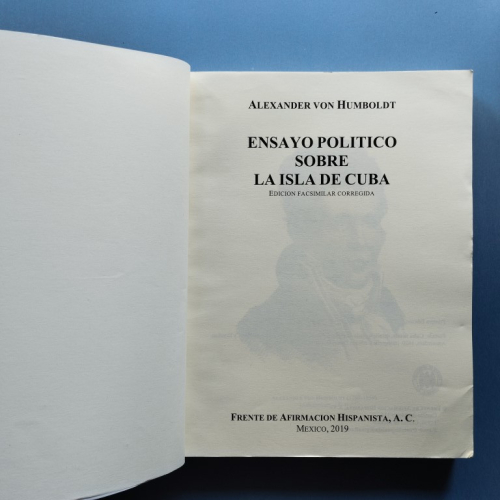 ALEXANDER VON HUMBOLDT
ENSAYO POLITICO
SOBRE
LA ISLA DE CUBA
EDICION FACSIMILAR CORREGIDA
FRENTE DE AFIRMACION HISPANISTA, A. C.
MEXICO, 2019